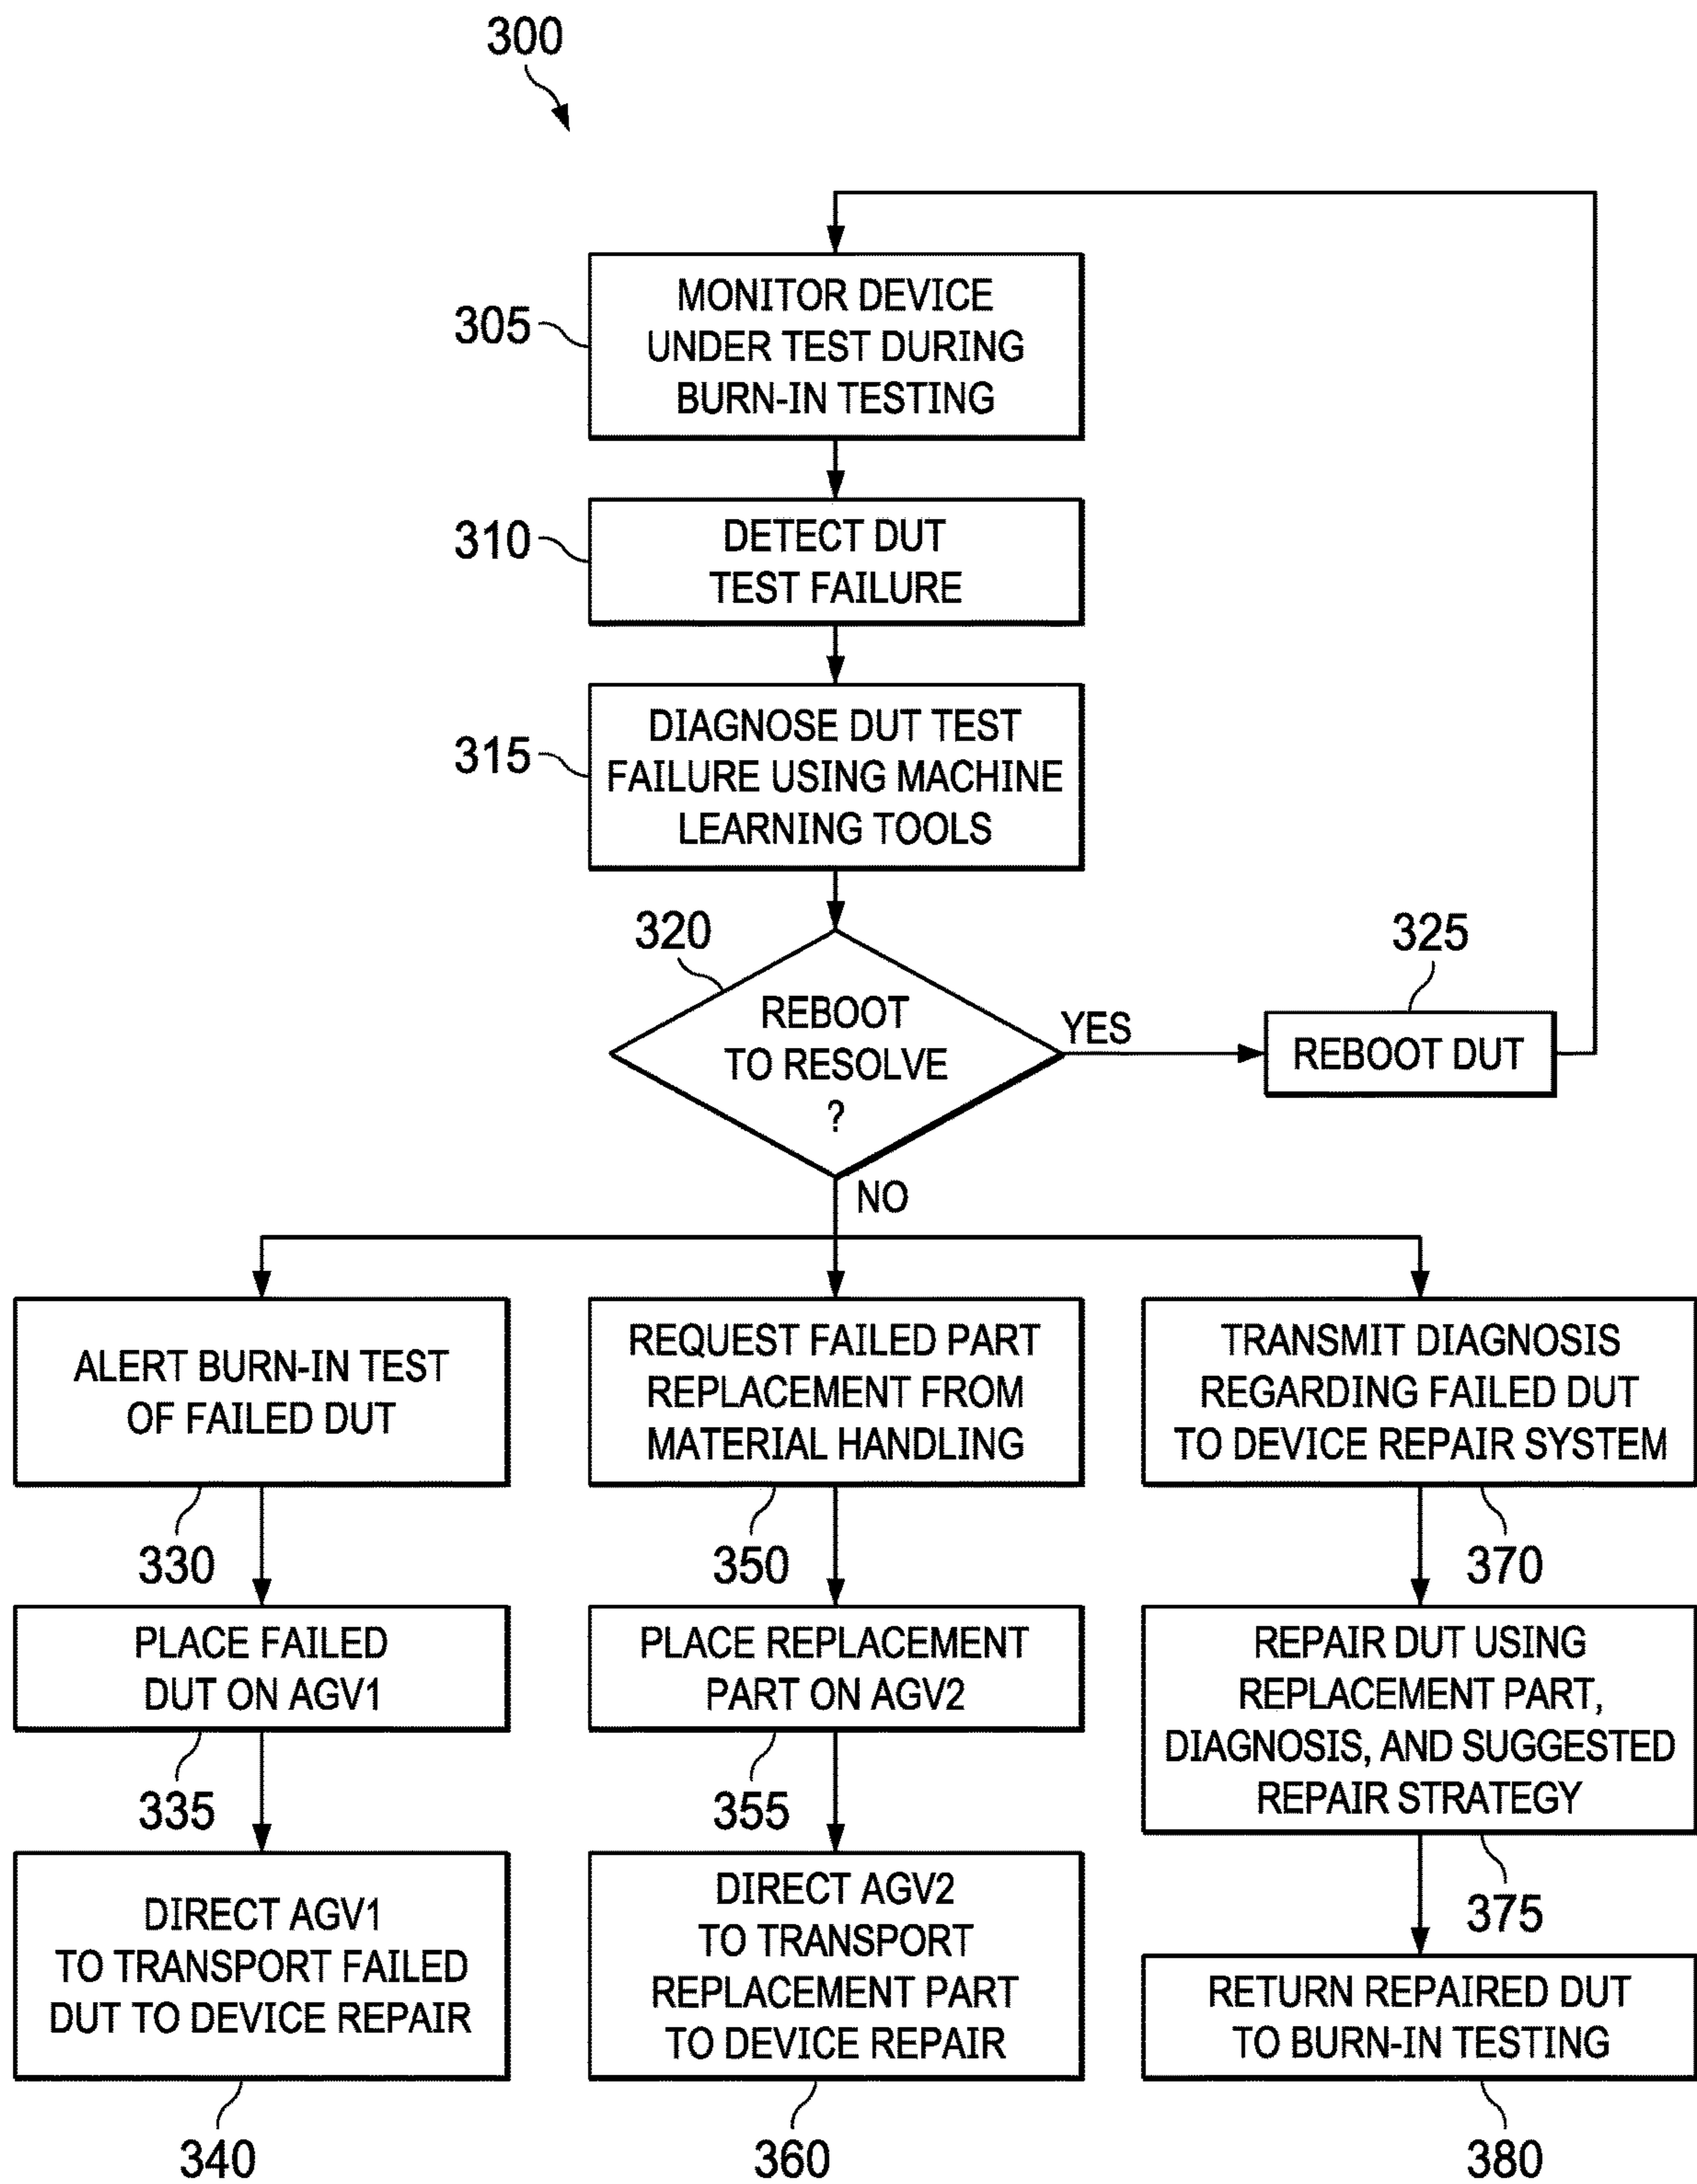 300
305
MONITOR DEVICE
UNDER TEST DURING
BURN-IN TESTING
310
DETECT DUT
TEST FAILURE
315
DIAGNOSE DUT TEST
FAILURE USING MACHINE
LEARNING TOOLS
320
REBOOT
TO RESOLVE
?
YES
325
REBOOT DUT
NO
ALERT BURN-IN TEST
OF FAILED DUT
330
PLACE FAILED
DUT ON AGV1
335
DIRECT AGV1
TO TRANSPORT FAILED
DUT TO DEVICE REPAIR
340
REQUEST FAILED PART
REPLACEMENT FROM
MATERIAL HANDLING
350
PLACE REPLACEMENT
PART ON AGV2
355
DIRECT AGV2
TO TRANSPORT
REPLACEMENT PART
TO DEVICE REPAIR
360
TRANSMIT DIAGNOSIS
REGARDING FAILED DUT
TO DEVICE REPAIR SYSTEM
370
REPAIR DUT USING
REPLACEMENT PART,
DIAGNOSIS, AND SUGGESTED
REPAIR STRATEGY
375
RETURN REPAIRED DUT
TO BURN-IN TESTING
380